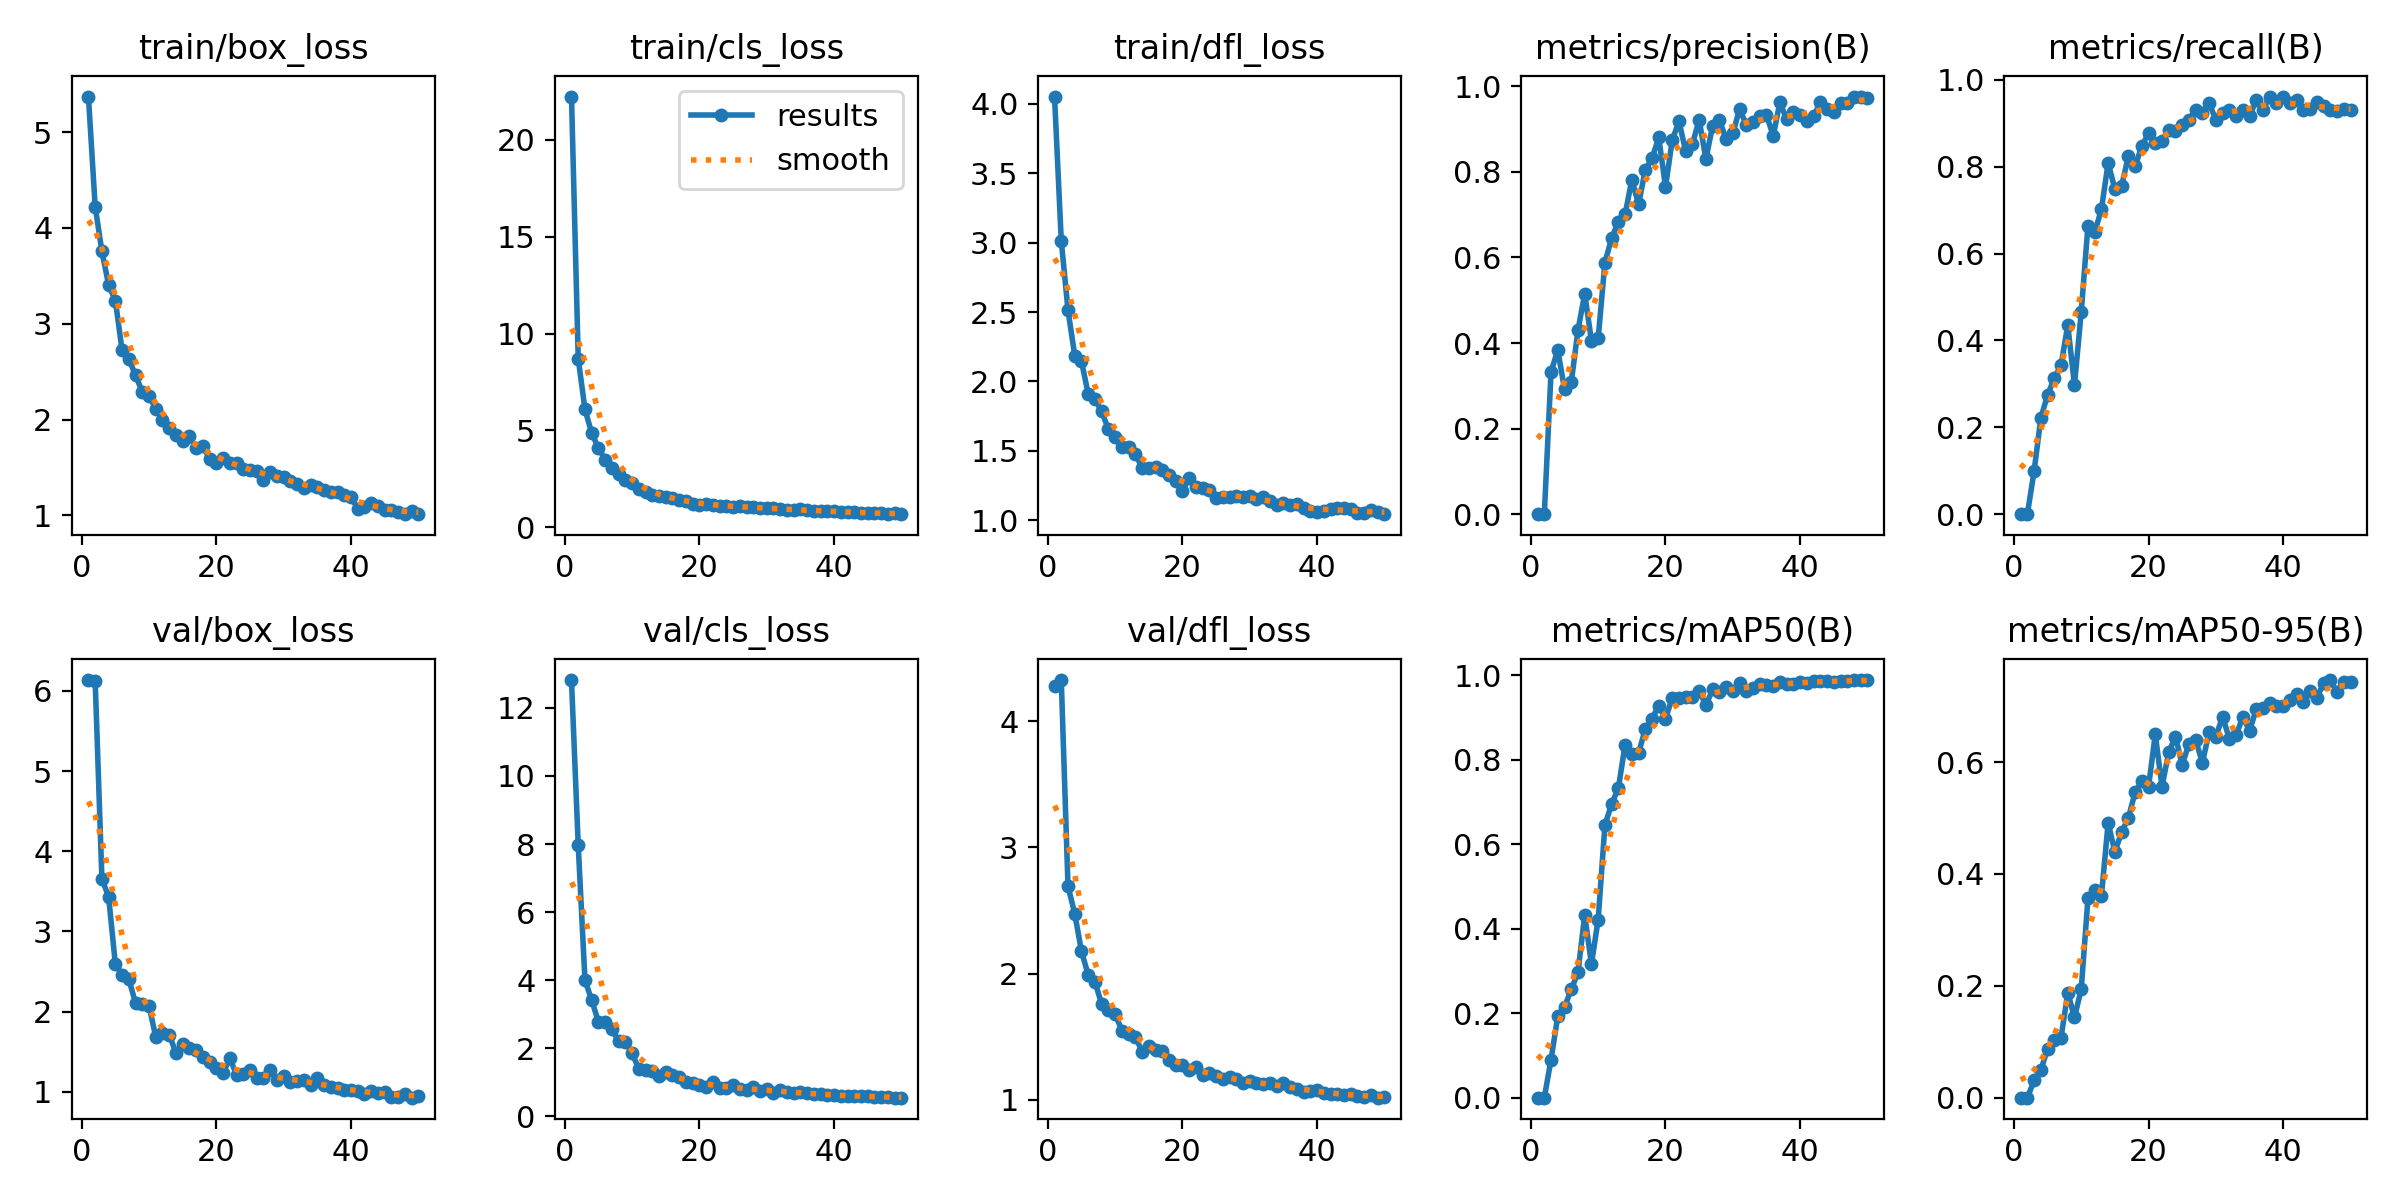 train/box_loss
5
4
3
2
1
0 20 40
train/cls_loss
results
smooth
20
15
10
5
0
0 20 40
train/dfl_loss
4.0
3.5
3.0
2.5
2.0
1.5
1.0
0 20 40
metrics/precision(B)
1.0
0.8
0.6
0.4
0.2
0.0
0 20 40
metrics/recall(B)
1.0
0.8
0.6
0.4
0.2
0.0
0 20 40
val/box_loss
6
5
4
3
2
1
0 20 40
val/cls_loss
12
10
8
6
4
2
0
0 20 40
val/dfl_loss
4
3
2
1
0 20 40
metrics/mAP50(B)
1.0
0.8
0.6
0.4
0.2
0.0
0 20 40
metrics/mAP50-95(B)
0.6
0.4
0.2
0.0
0 20 40